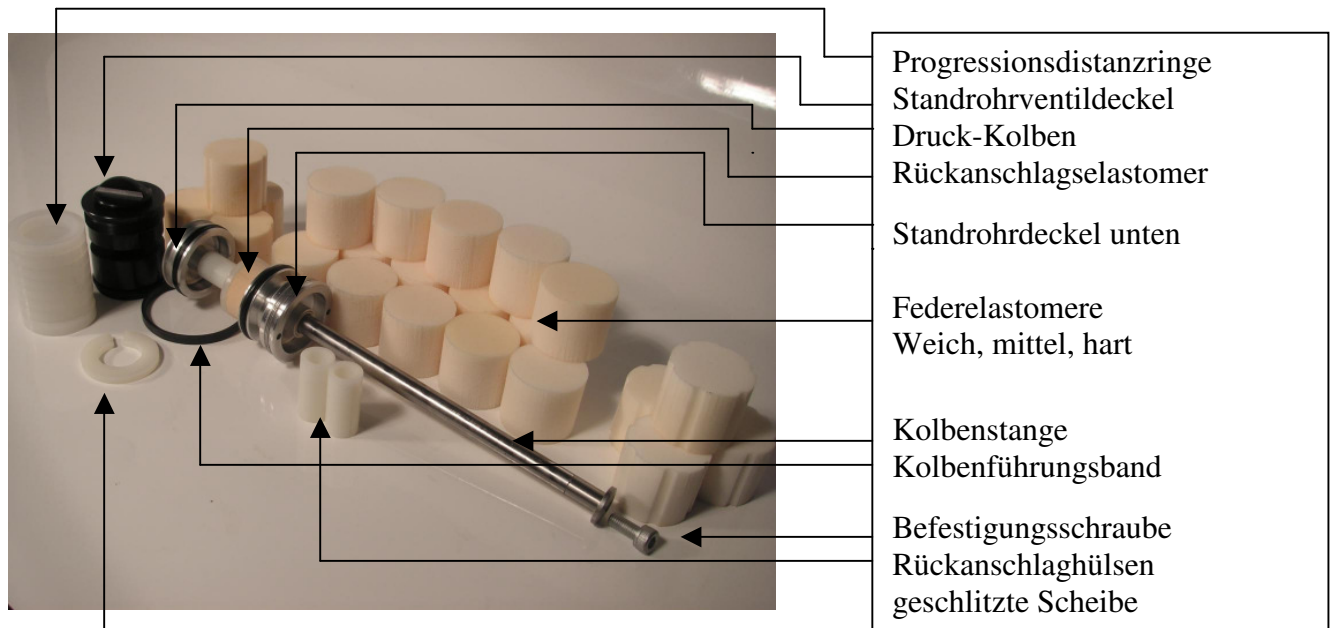 Progressionsdistanzringe
Standrohrventildeckel
Druck-Kolben
Rückanschlagselastomer
Standrohrdeckel unten
Federelastomere
Weich, mittel, hart
Kolbenstange
Kolbenführungsband
Befestigungsschraube
Rückanschlaghülsen
geschlitzte Scheibe